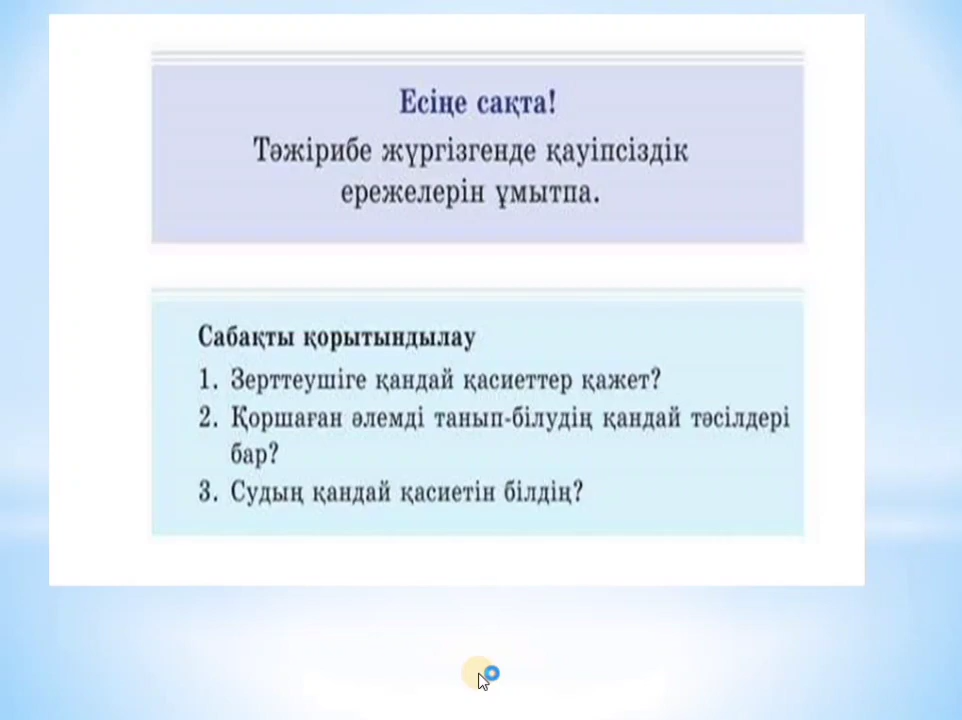 Есіңе сақта!
Тәжірибе жүргізгенде қауіпсіздік
ережелерін ұмытпа.
Сабақты қорытындылау
1. Зерттеушіге қандай қасиеттер қажет?
2. Қоршаған әлемді танып-білудің қандай тәсілдері
бар?
3. Судың қандай қасиетін білдің?